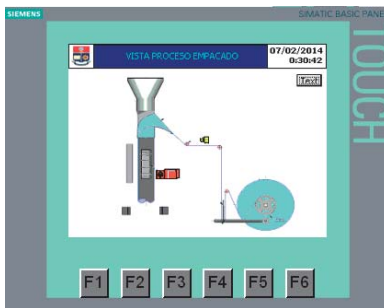 SIEMENS
SIMATIC BASIC PANE
TOUCH
VISTA PROCESO EMPACADO
07/02/2014
0:30:42
F1 F2 F3 F4 F5 F6